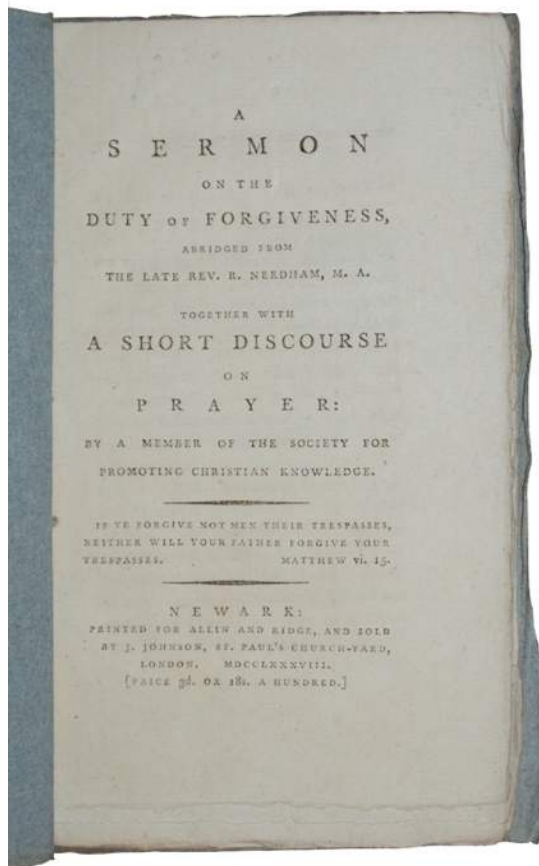 A
SERMON
ON THE
DUTY OF FORGIVENESS,
ABRIDGED FROM
THE LATE REV. R. NEEDHAM, M. A.
TOGETHER WITH
A SHORT DISCOURSE
ON
PRAYER:
BY A MEMBER OF THE SOCIETY FOR
PROMOTING CHRISTIAN KNOWLEDGE.
IF YE FORGIVE NOT MEN THEIR TRESPASSES,
NEITHER WILL YOUR FATHER FORGIVE YOUR
TRESPASSES. MATTHEW vi. 15.
NEWARK:
PRINTED FOR ALLIN AND RIDGE, AND SOLD
BY J. JOHNSON, ST. PAUL'S CHURCH-YARD,
LONDON. MDCCLXXXVIII.
[PRICE 3d. OR 18s. A HUNDRED.]